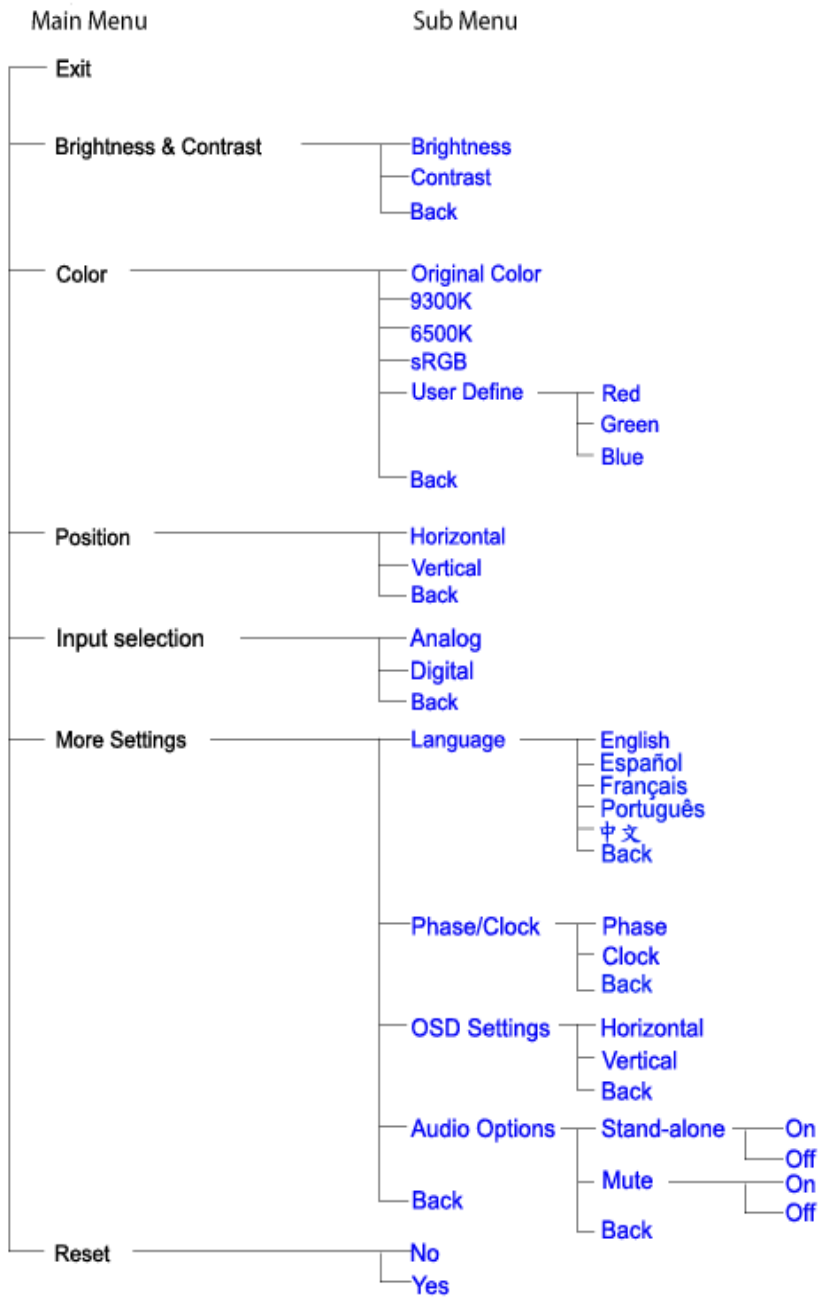 Main Menu Sub Menu
Exit
Brightness & Contrast Brightness
Contrast
Back
Color Original Color
9300K
6500K
sRGB
User Define Red
Green
Blue
Back
Position Horizontal
Vertical
Back
Input selection Analog
Digital
Back
More Settings Language English
Español
Français
Português
中文
Back
Phase/Clock Phase
Clock
Back
OSD Settings Horizontal
Vertical
Back
Audio Options Stand-alone On
Off
Mute On
Off
Back
Back
Reset No
Yes